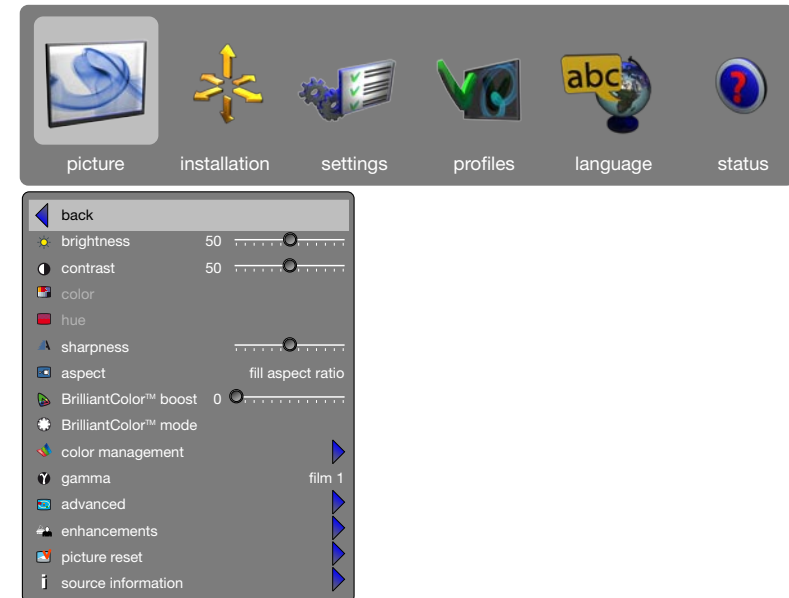 abc
picture installation settings profiles language status
back
brightness 50
contrast 50
color
hue
sharpness
aspect fill aspect ratio
BrilliantColor™ boost 0
BrilliantColor™ mode
color management
gamma film 1
advanced
enhancements
picture reset
source information